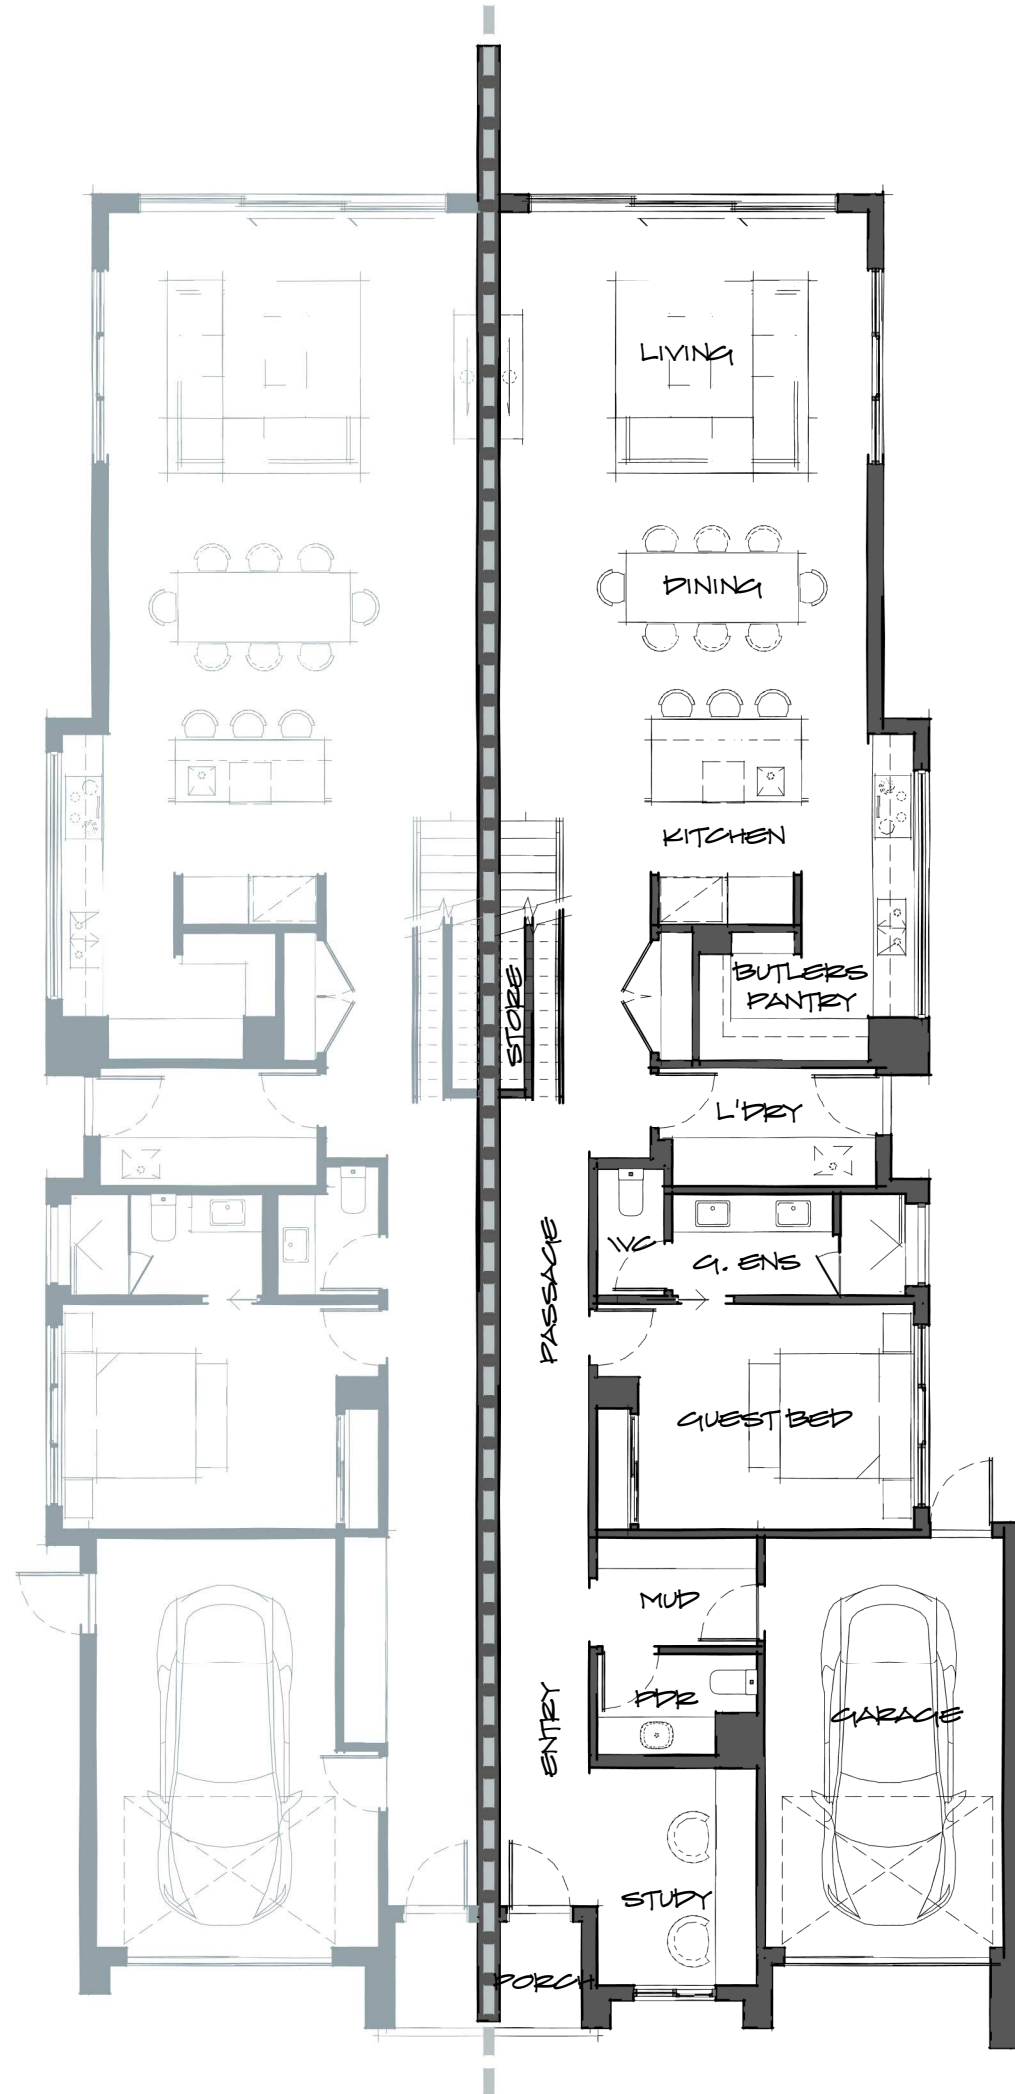 LIVING
DINING
KITCHEN
BUTLERS
PANTRY
STORE
L'DRY
WC
G. ENS
PASSAGE
GUEST BED
MUD
PDR
GARAGE
ENTRY
STUDY
PORCH